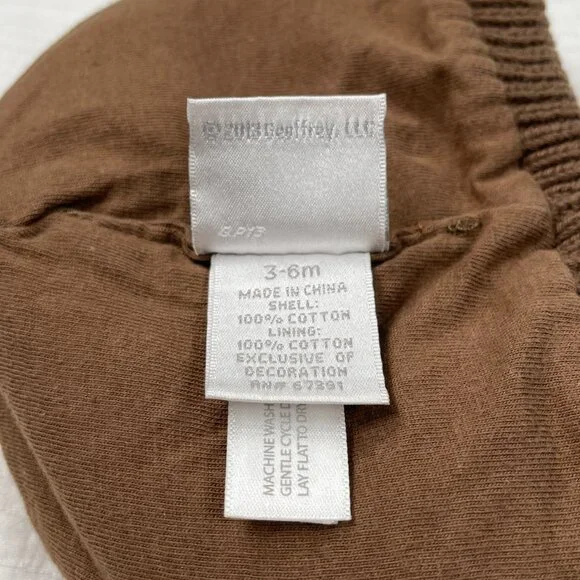 ©2013 Geoffrey, LLC
B.P13
3-6m
MADE IN CHINA
SHELL:
100% COTTON
LINING:
100% COTTON
EXCLUSIVE OF
DECORATION
RN# 67391
MACHINE WASH
GENTLE CYCLE
LAY FLAT TO